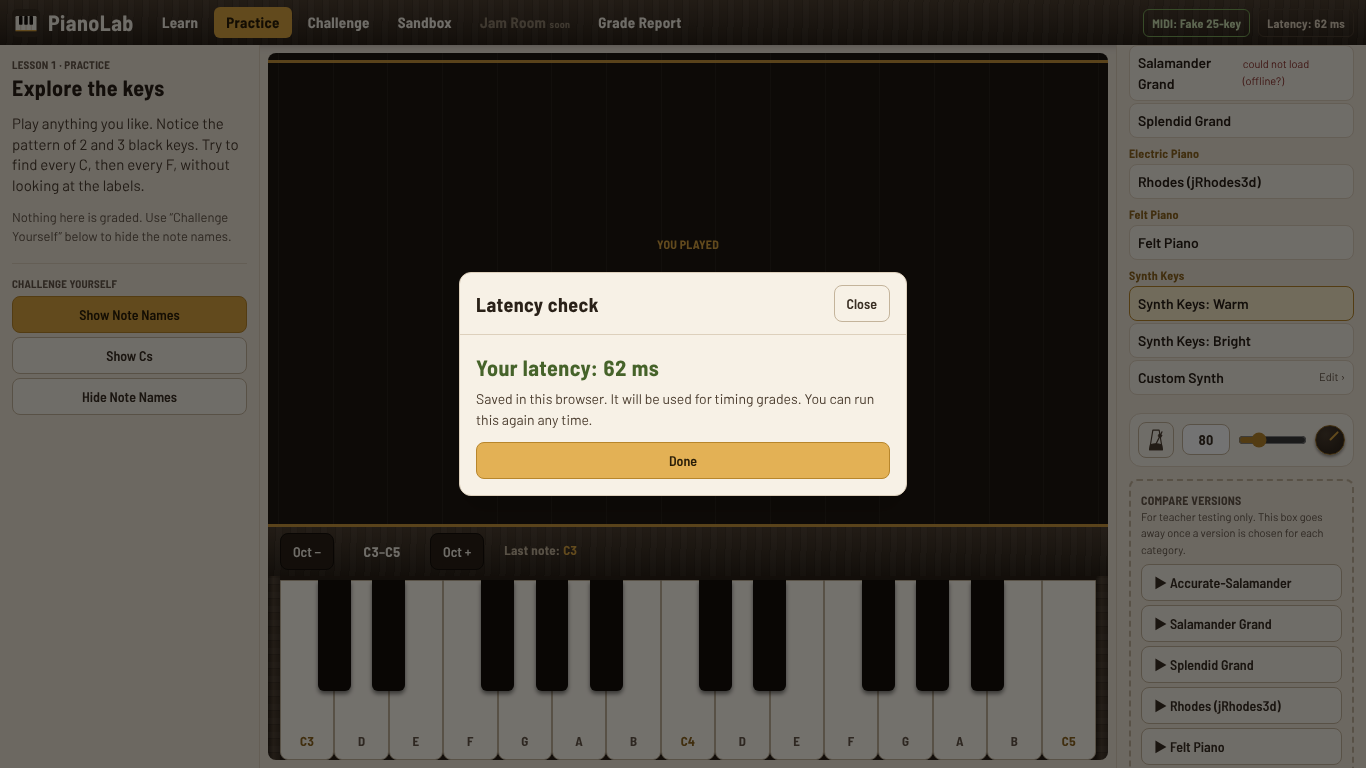 PianoLab
Learn
Practice
Challenge
Sandbox
Jam Room soon
Grade Report
MIDI: Fake 25-key
Latency: 62 ms
LESSON 1 · PRACTICE
Explore the keys
Play anything you like. Notice the
pattern of 2 and 3 black keys. Try to
find every C, then every F, without
looking at the labels.
Nothing here is graded. Use "Challenge
Yourself" below to hide the note names.
CHALLENGE YOURSELF
Show Note Names
Show Cs
Hide Note Names
YOU PLAYED
Latency check
Close
Your latency: 62 ms
Saved in this browser. It will be used for timing grades. You can run
this again any time.
Done
Oct −
C3–C5
Oct +
Last note: C3
C3 D E F G A B C4 D E F G A B C5
Salamander
Grand
could not load
(offline?)
Splendid Grand
Electric Piano
Rhodes (jRhodes3d)
Felt Piano
Felt Piano
Synth Keys
Synth Keys: Warm
Synth Keys: Bright
Custom Synth
Edit ›
80
COMPARE VERSIONS
For teacher testing only. This box goes
away once a version is chosen for each
category.
▶ Accurate-Salamander
▶ Salamander Grand
▶ Splendid Grand
▶ Rhodes (jRhodes3d)
▶ Felt Piano